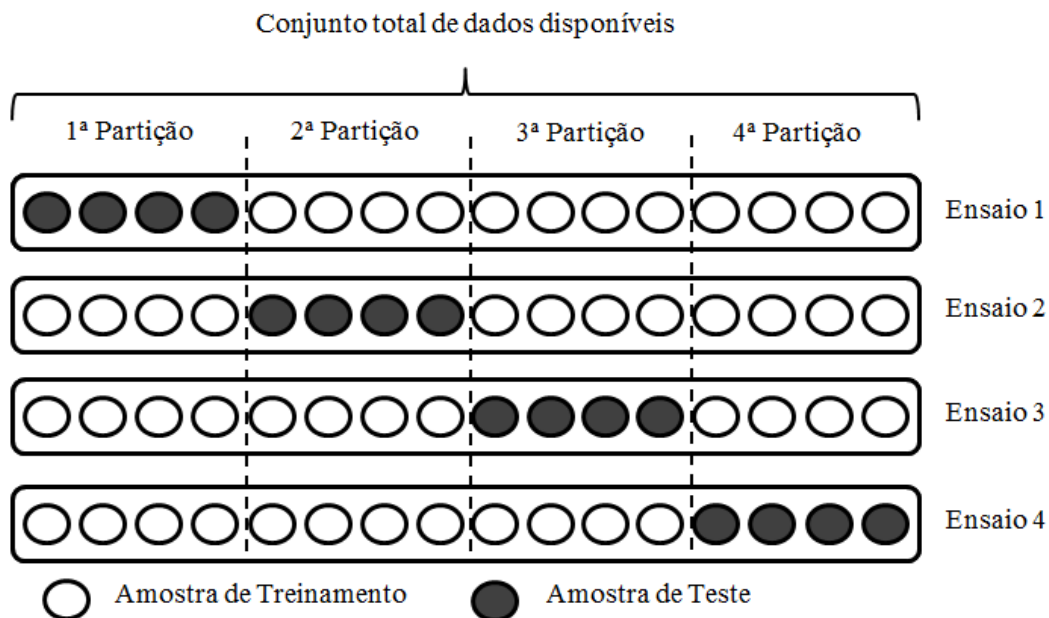 Conjunto total de dados disponíveis
1ª Partição 2ª Partição 3ª Partição 4ª Partição
Ensaio 1
Ensaio 2
Ensaio 3
Ensaio 4
Amostra de Treinamento Amostra de Teste